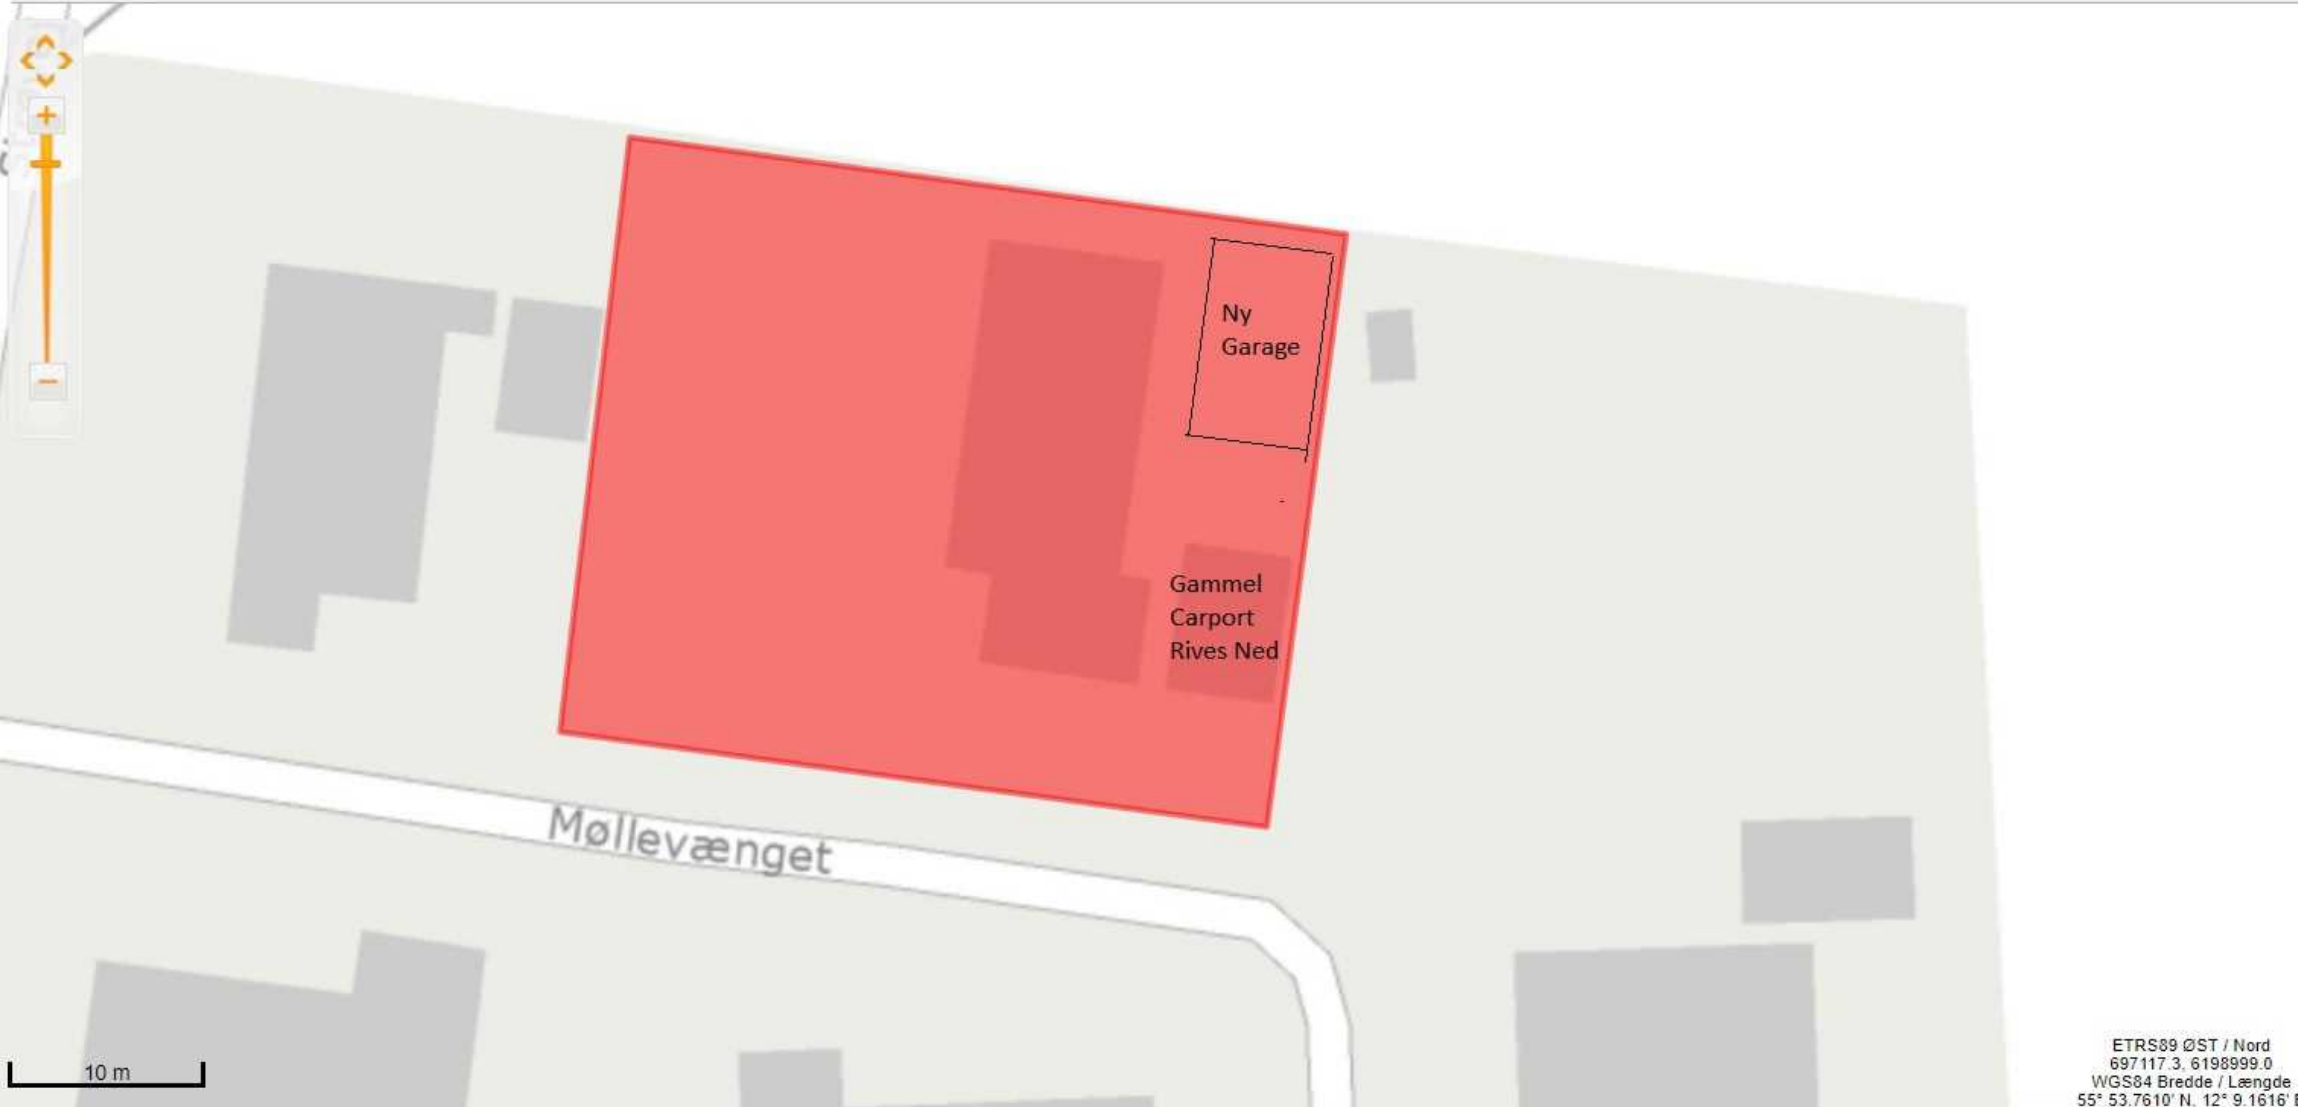 Ny
Garage
Gammel
Carport
Rives Ned
Møllevænget
10 m
ETRS89 ØST / Nord
697117.3, 6198999.0
WGS84 Bredde / Længde
55° 53.7610' N, 12° 9.1616'